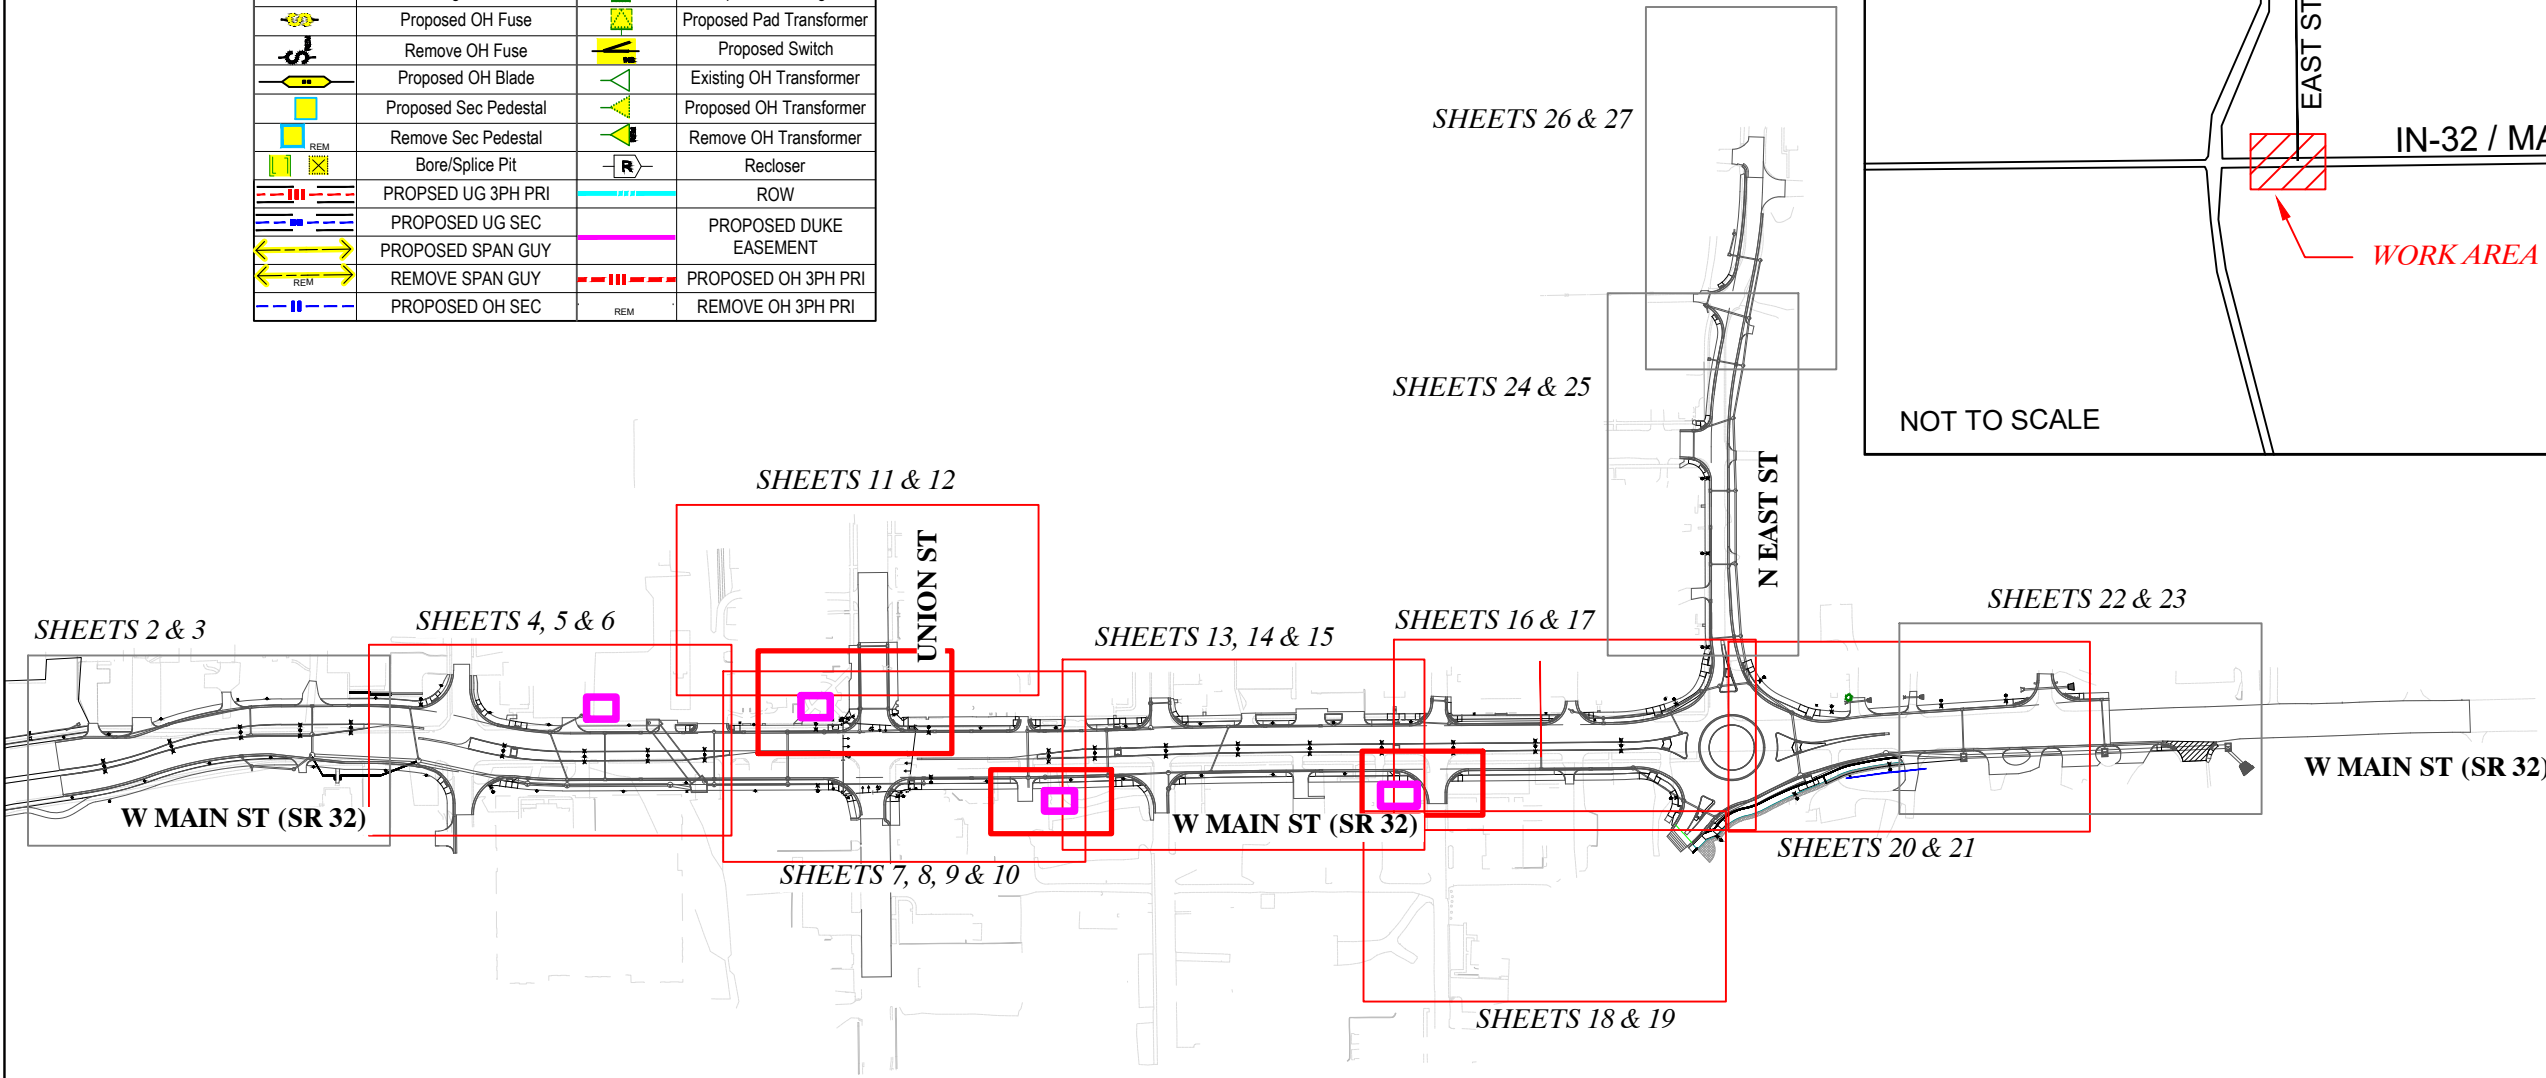 Proposed OH Fuse
Proposed Pad Transformer
Remove OH Fuse
Proposed Switch
Proposed OH Blade
Existing OH Transformer
Proposed Sec Pedestal
Proposed OH Transformer
REM
Remove Sec Pedestal
Remove OH Transformer
Bore/Splice Pit
R
Recloser
PROPSED UG 3PH PRI
ROW
PROPOSED UG SEC
PROPOSED DUKE
EASEMENT
PROPOSED SPAN GUY
REM
REMOVE SPAN GUY
PROPOSED OH 3PH PRI
PROPOSED OH SEC
REM
REMOVE OH 3PH PRI
EAST ST
IN-32 / MA
WORK AREA
NOT TO SCALE
SHEETS 26 & 27
SHEETS 24 & 25
N EAST ST
SHEETS 11 & 12
UNION ST
SHEETS 2 & 3
SHEETS 4, 5 & 6
SHEETS 13, 14 & 15
SHEETS 16 & 17
SHEETS 22 & 23
W MAIN ST (SR 32)
W MAIN ST (SR 32)
W MAIN ST (SR 32)
SHEETS 7, 8, 9 & 10
SHEETS 20 & 21
SHEETS 18 & 19